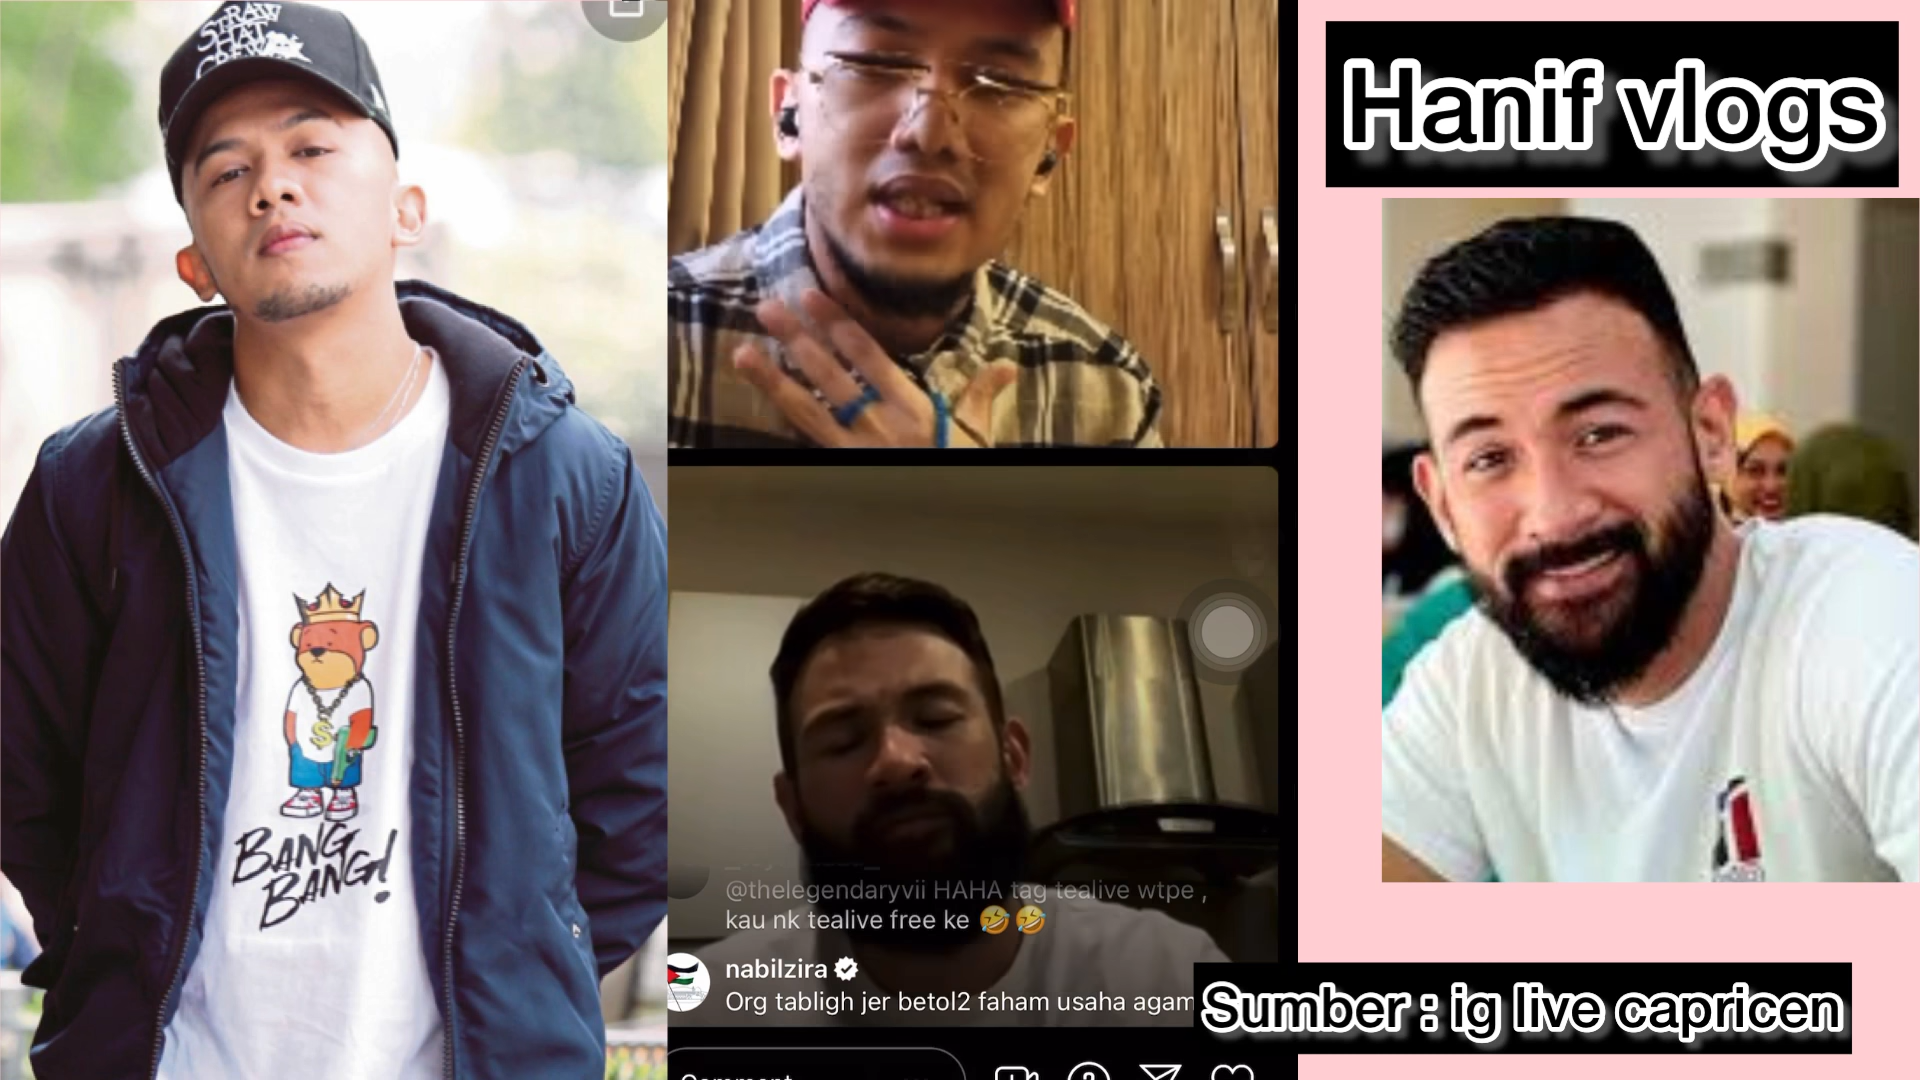 STRAW
HAT
CREW
$
BANG
BANG!
@thelegendaryvii HAHA tag tealive wtpe ,
kau nk tealive free ke 🤣🤣
nabilzira
Org tabligh jer betol2 faham usaha agam
Comment
Hanif vlogs
Sumber : ig live capricen